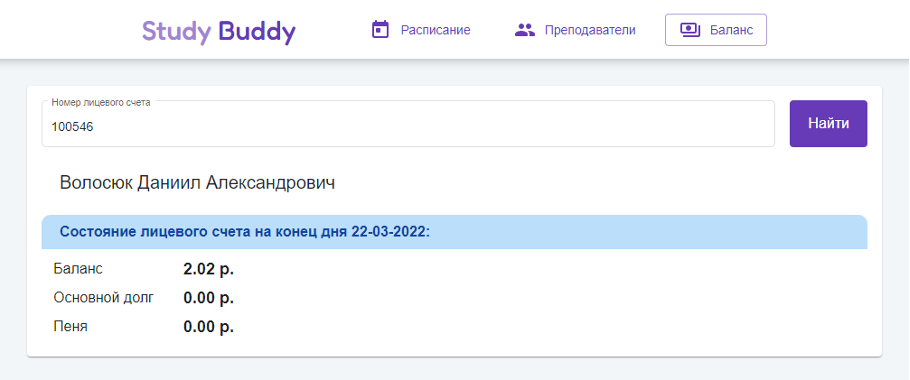 Study Buddy
Расписание
Преподаватели
Баланс
Номер лицевого счета
100546
Найти
Волосюк Даниил Александрович
Состояние лицевого счета на конец дня 22-03-2022:
Баланс 2.02 р.
Основной долг 0.00 р.
Пеня 0.00 р.